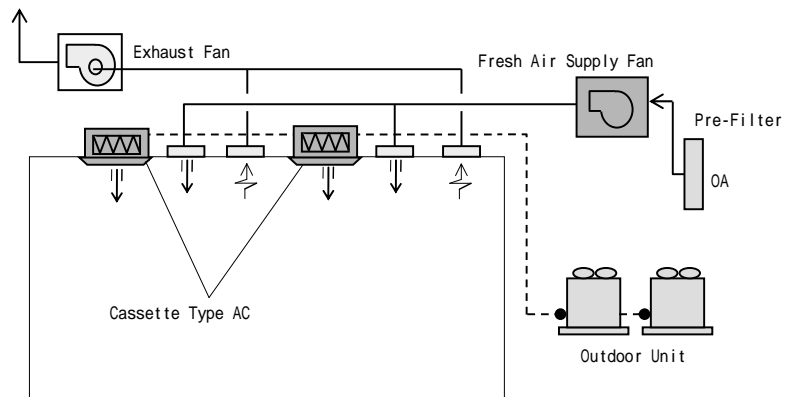 Exhaust Fan
Fresh Air Supply Fan
Pre-Filter
OA
Cassette Type AC
Outdoor Unit